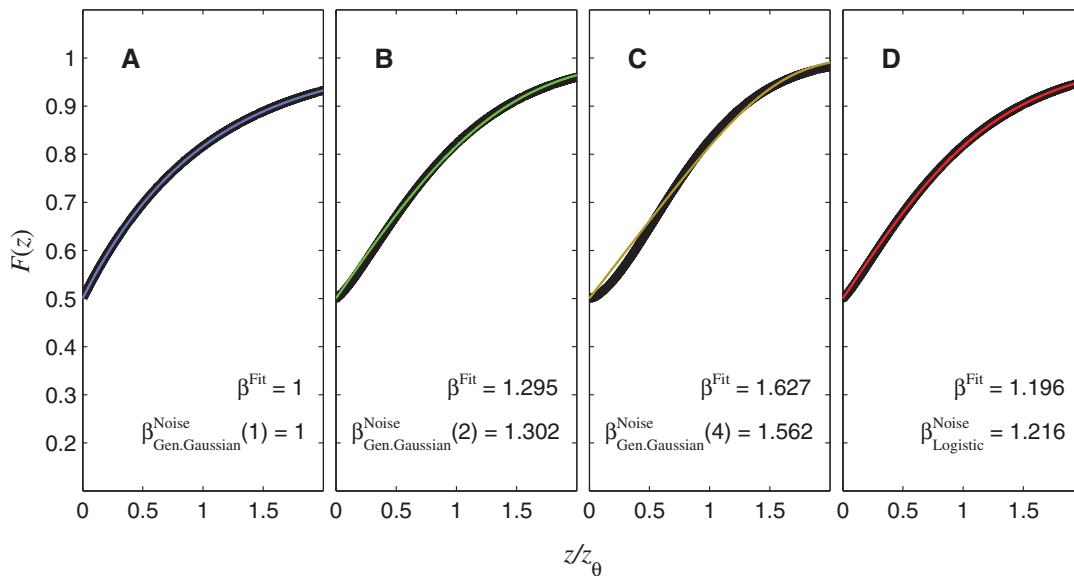 A B C D
1
0.9
0.8
0.7
0.6
0.5
0.4
0.3
0.2
F(z)
β^Fit = 1
β^Noise_Gen.Gaussian(1) = 1
β^Fit = 1.295
β^Noise_Gen.Gaussian(2) = 1.302
β^Fit = 1.627
β^Noise_Gen.Gaussian(4) = 1.562
β^Fit = 1.196
β^Noise_Logistic = 1.216
0 0.5 1 1.5 0 0.5 1 1.5 0 0.5 1 1.5 0 0.5 1 1.5
z/z_θ